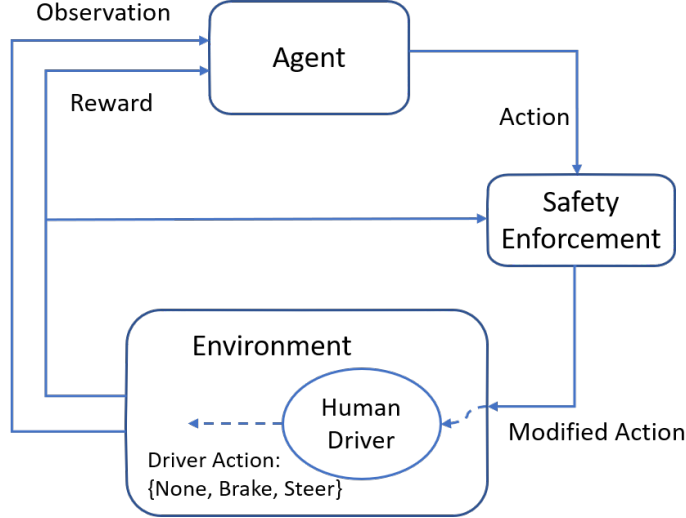 Observation
Agent
Reward
Action
Safety
Enforcement
Environment
Human
Driver
Modified Action
Driver Action:
{None, Brake, Steer}